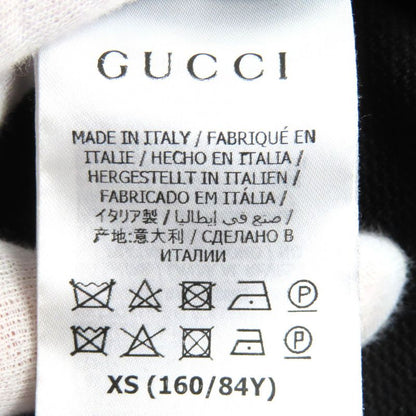 GUCCI
MADE IN ITALY / FABRIQUÉ EN
ITALIE / HECHO EN ITALIA /
HERGESTELLT IN ITALIEN /
FABRICADO EM ITÁLIA /
イタリア製 / صنع في إيطاليا /
产地:意大利 / СДЕЛАНО В
ИТАЛИИ
P
P
XS (160/84Y)